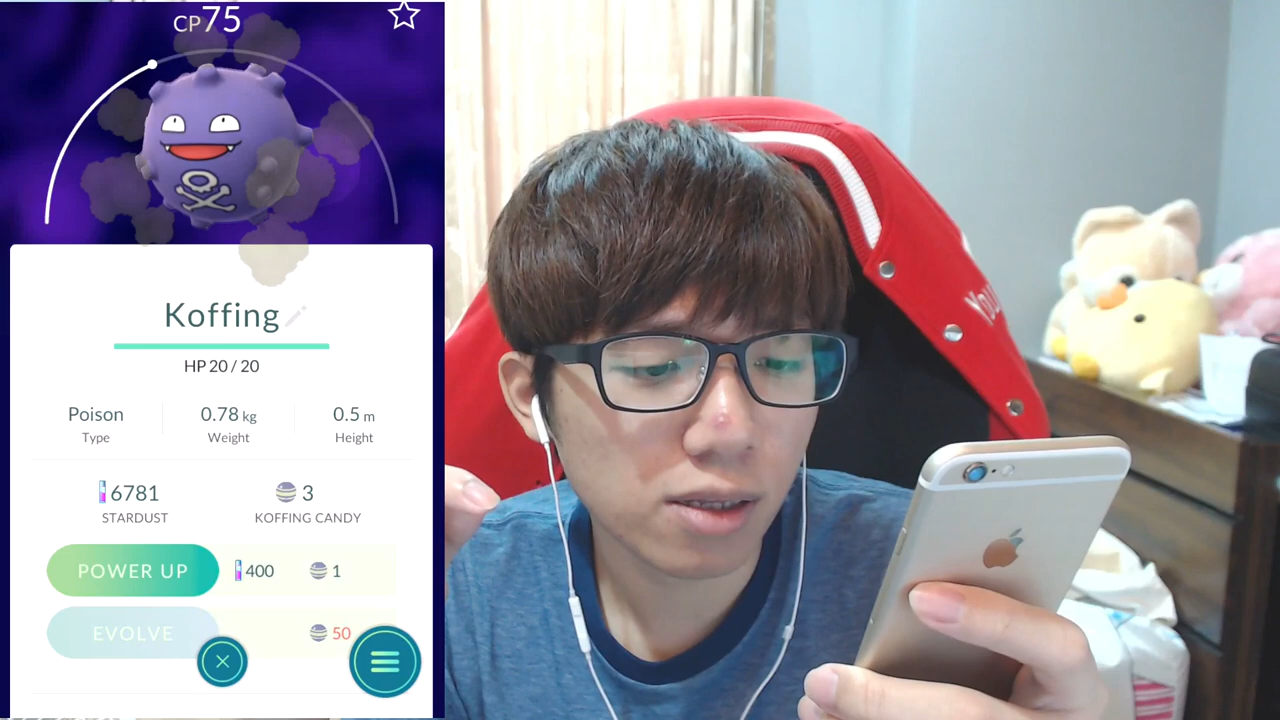 CP75
Koffing
HP 20 / 20
Poison 0.78 kg 0.5 m
Type Weight Height
6781 3
STARDUST KOFFING CANDY
POWER UP 400 1
EVOLVE 50
You